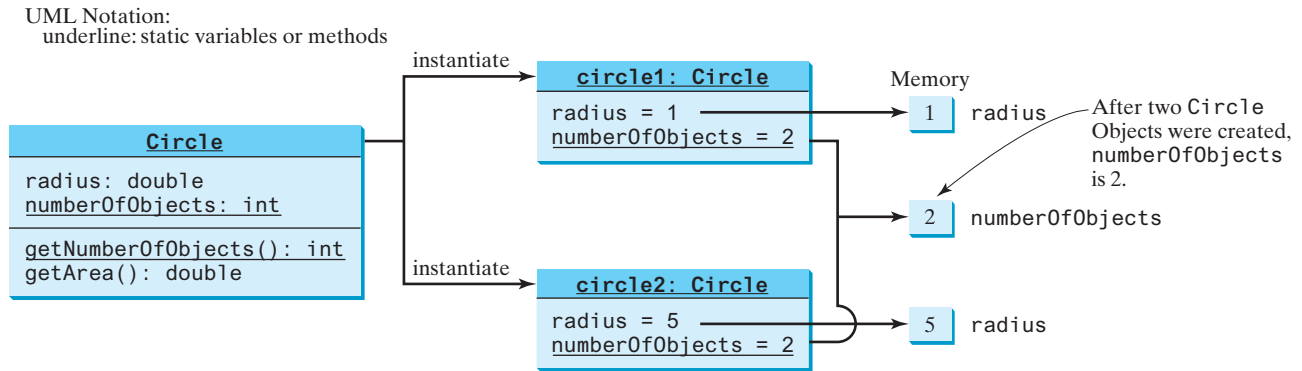 UML Notation:
underline: static variables or methods
instantiate
circle1: Circle
radius = 1
numberOfObjects = 2
Memory
1
radius
After two Circle
Objects were created,
numberOfObjects
is 2.
Circle
radius: double
numberOfObjects: int
getNumberOfObjects(): int
getArea(): double
2
numberOfObjects
instantiate
circle2: Circle
radius = 5
numberOfObjects = 2
5
radius